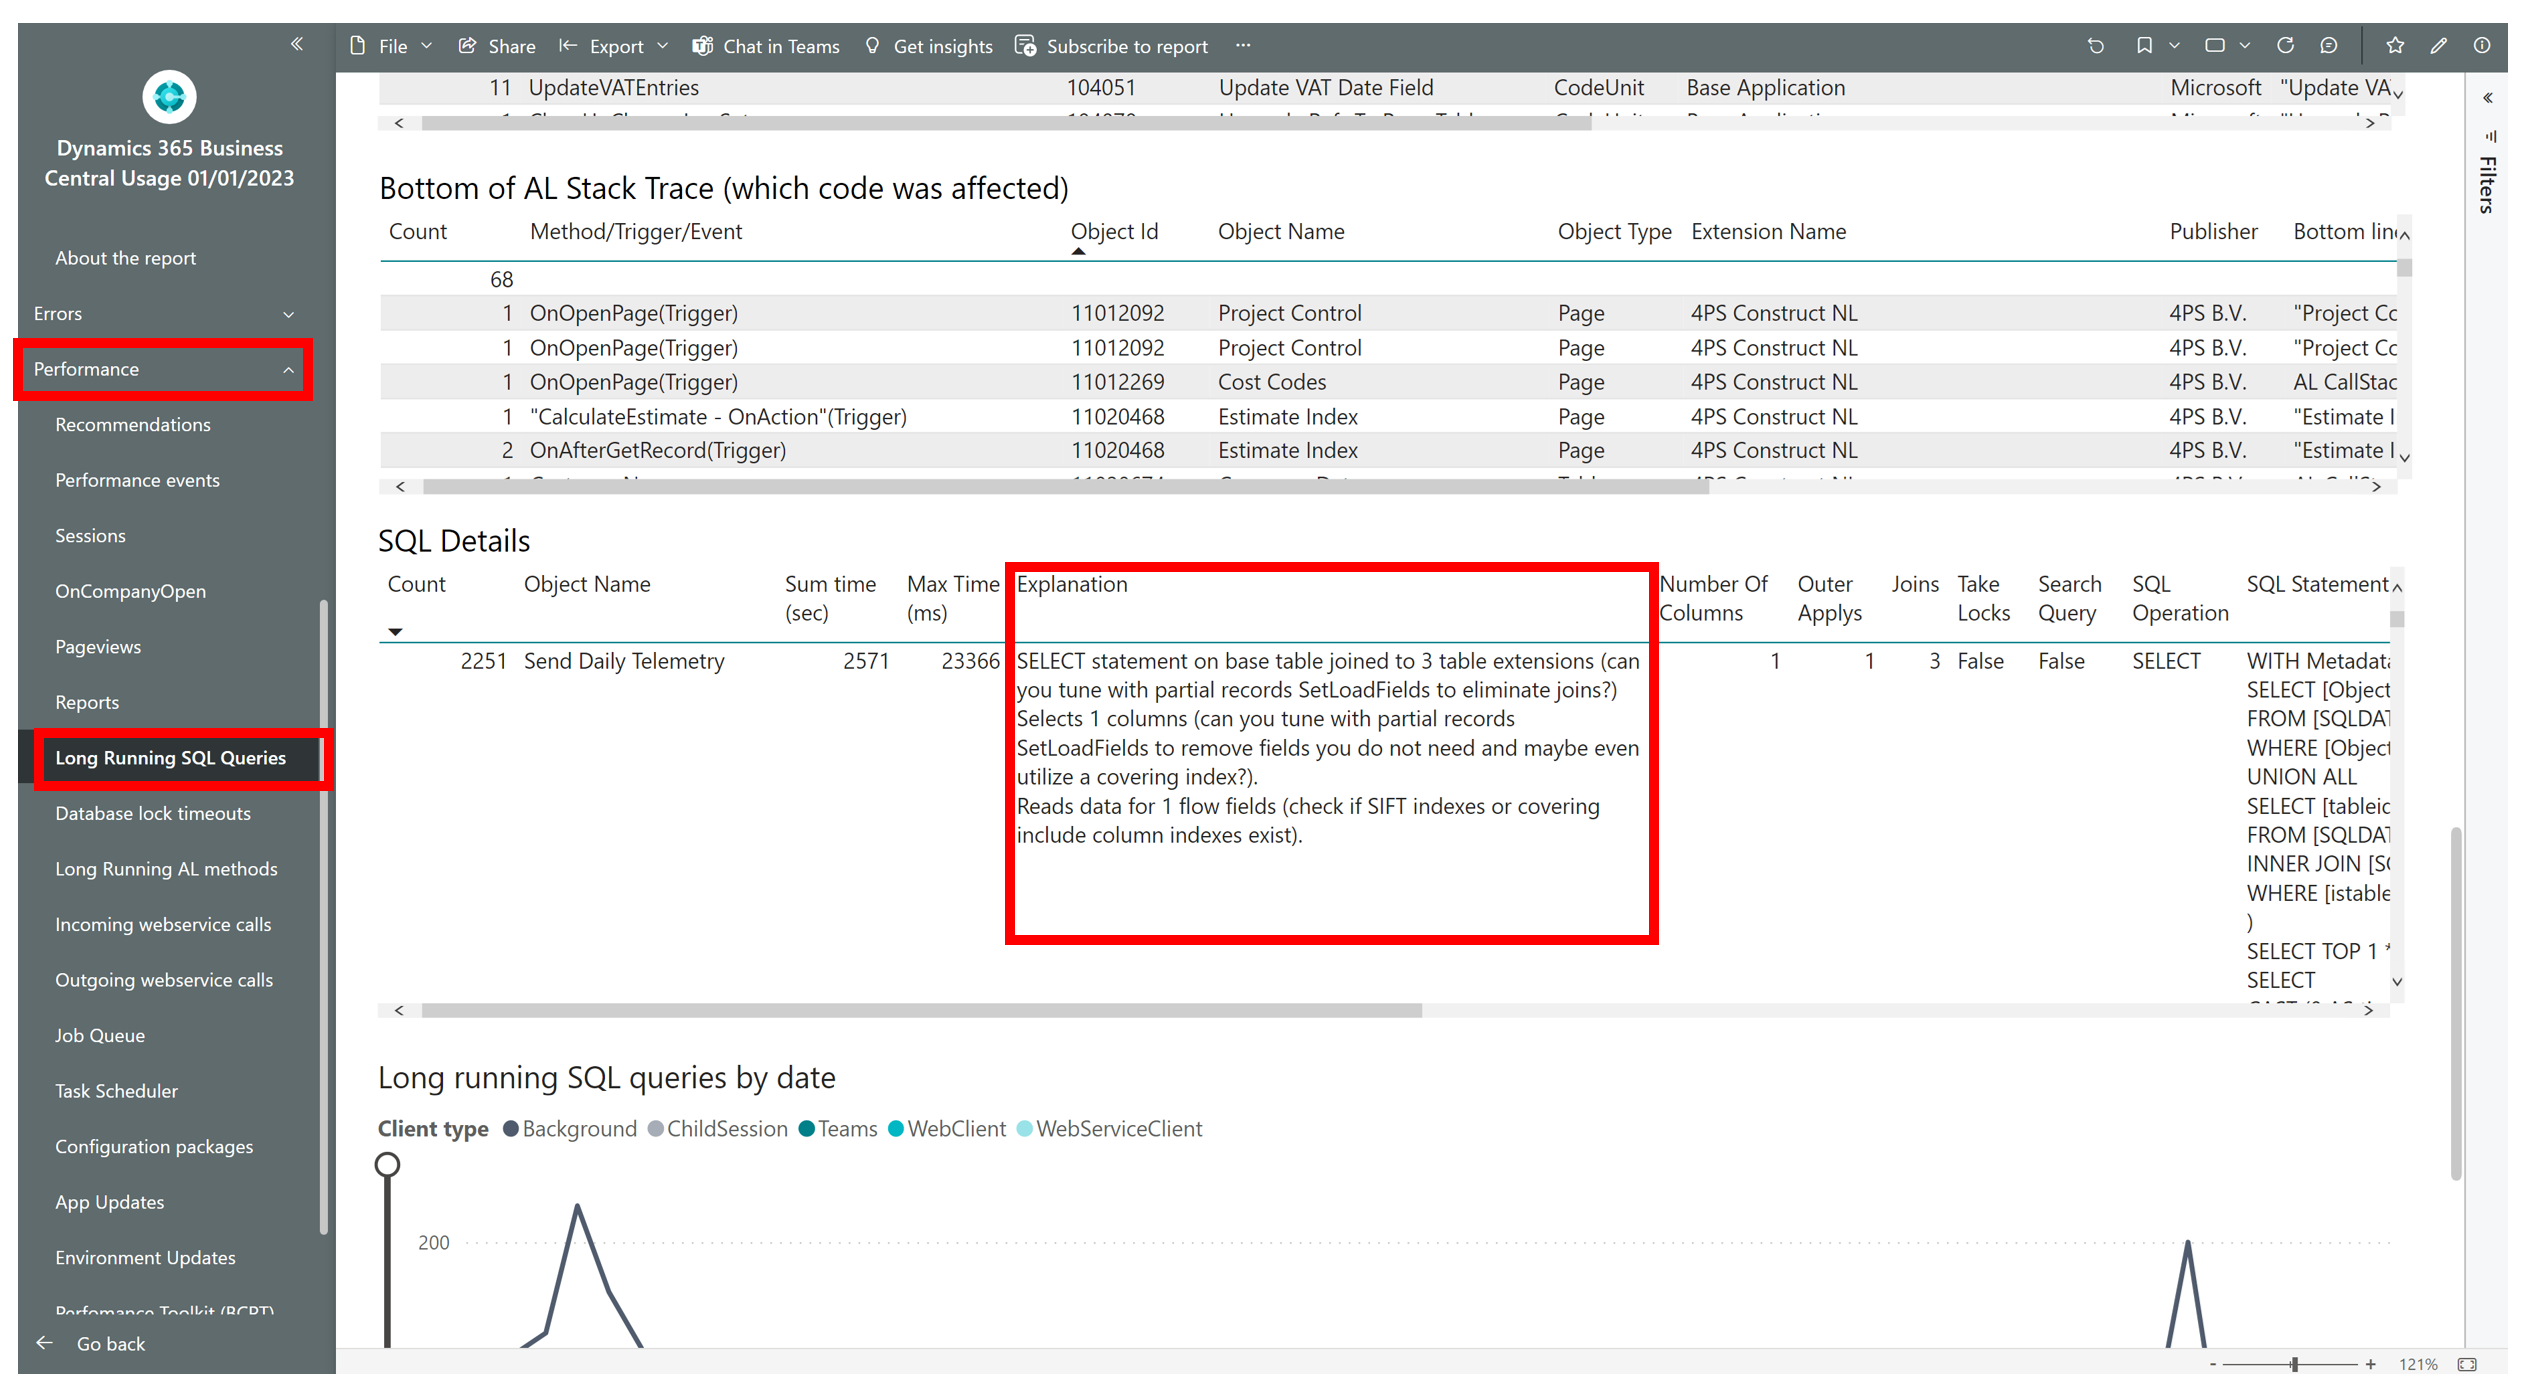 File Share Export Chat in Teams Get insights Subscribe to report ...
Dynamics 365 Business
Central Usage 01/01/2023
About the report
Errors
Performance
Recommendations
Performance events
Sessions
OnCompanyOpen
Pageviews
Reports
Long Running SQL Queries
Database lock timeouts
Long Running AL methods
Incoming webservice calls
Outgoing webservice calls
Job Queue
Task Scheduler
Configuration packages
App Updates
Environment Updates
Perfomance Toolkit (BCPT)
Go back
11 UpdateVATEntries 104051 Update VAT Date Field CodeUnit Base Application Microsoft "Update VA
Bottom of AL Stack Trace (which code was affected)
Count Method/Trigger/Event Object Id Object Name Object Type Extension Name Publisher Bottom lin
68
1 OnOpenPage(Trigger) 11012092 Project Control Page 4PS Construct NL 4PS B.V. "Project Co
1 OnOpenPage(Trigger) 11012092 Project Control Page 4PS Construct NL 4PS B.V. "Project Co
1 OnOpenPage(Trigger) 11012269 Cost Codes Page 4PS Construct NL 4PS B.V. AL CallStac
1 "CalculateEstimate - OnAction"(Trigger) 11020468 Estimate Index Page 4PS Construct NL 4PS B.V. "Estimate I
2 OnAfterGetRecord(Trigger) 11020468 Estimate Index Page 4PS Construct NL 4PS B.V. "Estimate I
SQL Details
Count Object Name Sum time Max Time Explanation Number Of Outer Joins Take Search SQL SQL Statement
(sec) (ms) Columns Applys Locks Query Operation
2251 Send Daily Telemetry 2571 23366 SELECT statement on base table joined to 3 table extensions (can 1 1 3 False False SELECT WITH Metadata
you tune with partial records SetLoadFields to eliminate joins?) SELECT [Object
Selects 1 columns (can you tune with partial records FROM [SQLDAT
SetLoadFields to remove fields you do not need and maybe even WHERE [Object
utilize a covering index?). UNION ALL
Reads data for 1 flow fields (check if SIFT indexes or covering SELECT [tableid
include column indexes exist). FROM [SQLDAT
INNER JOIN [SQ
WHERE [istable
)
SELECT TOP 1 *
SELECT
Long running SQL queries by date
Client type Background ChildSession Teams WebClient WebServiceClient
200
Filters
- + 121%